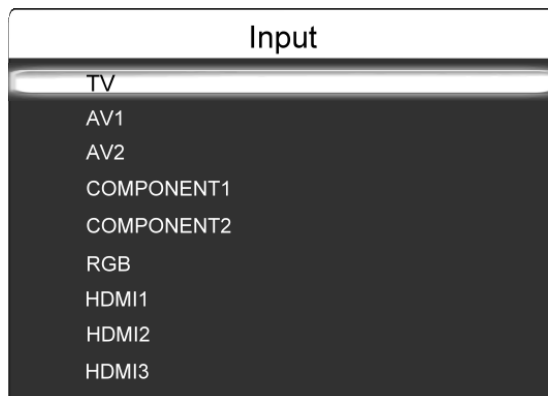 Input
TV
AV1
AV2
COMPONENT1
COMPONENT2
RGB
HDMI1
HDMI2
HDMI3